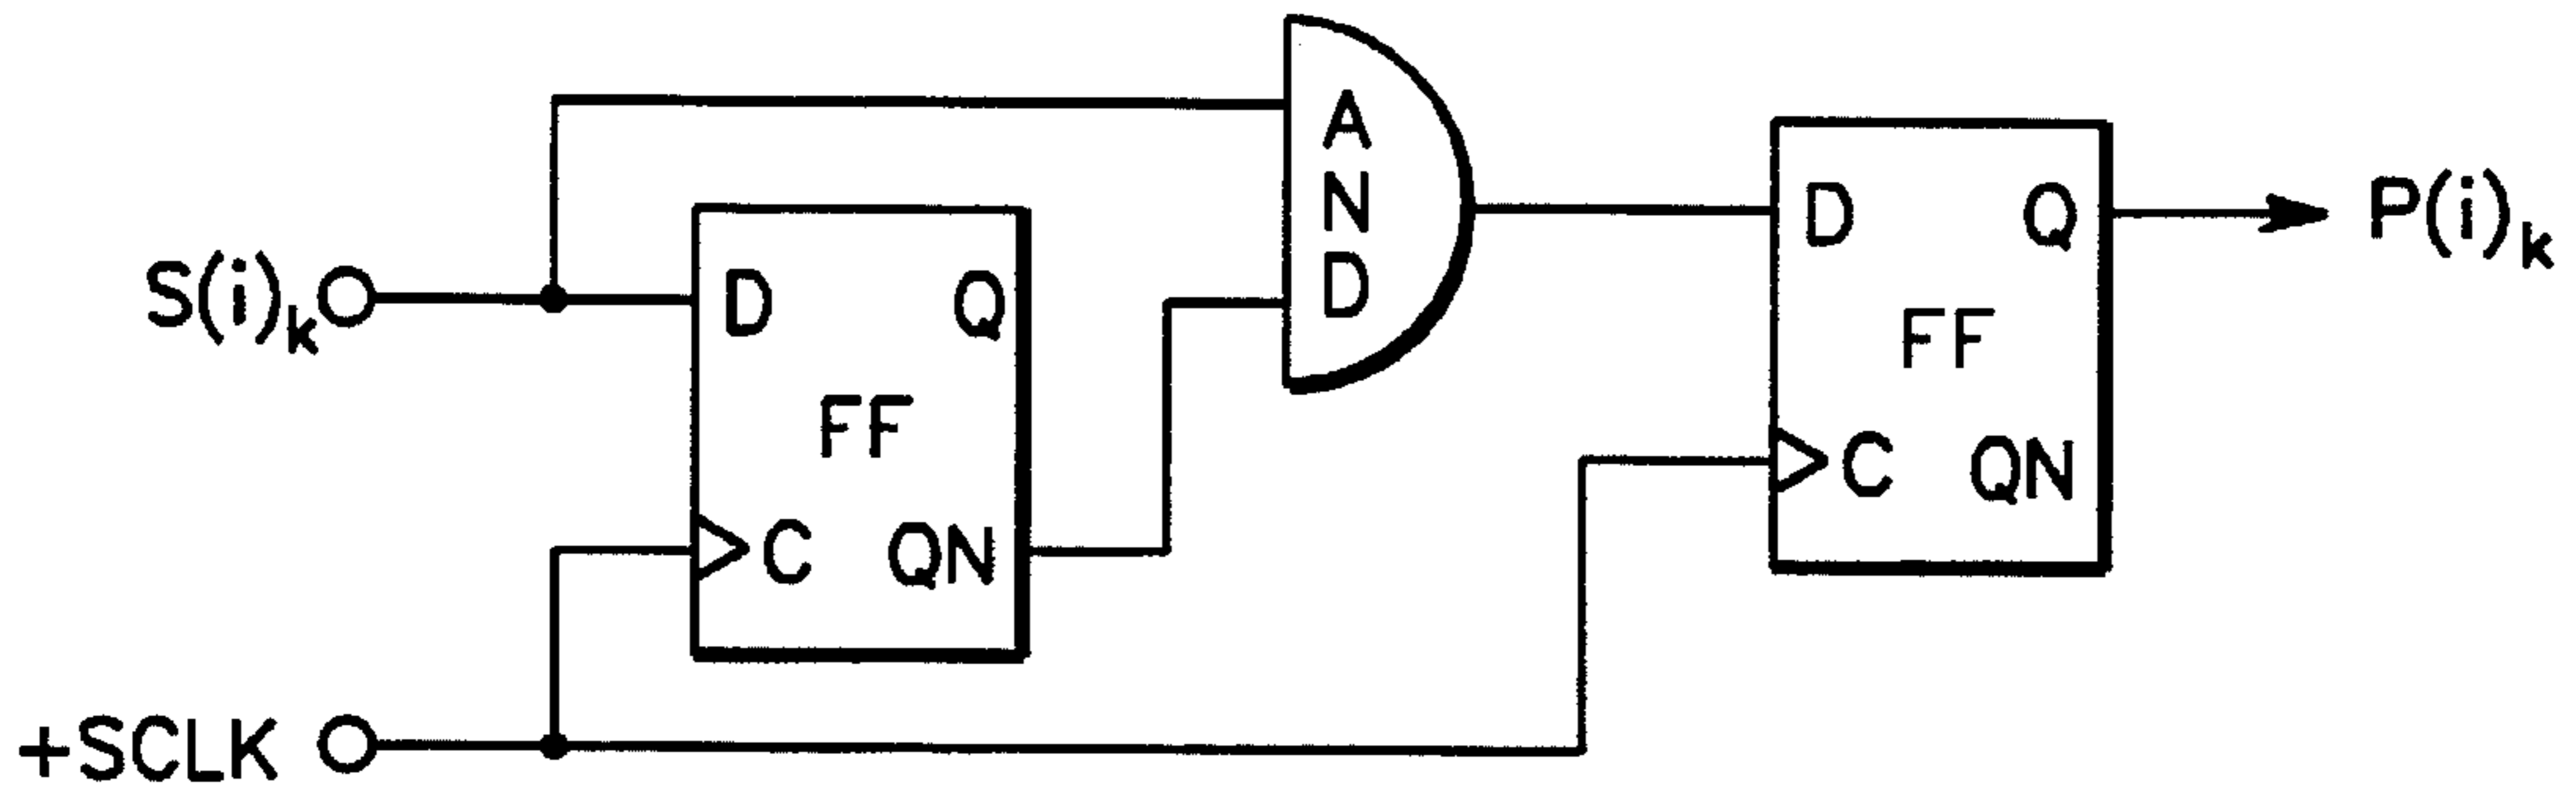 A
N
D
D Q
P(i)k
FF
S(i)k
D Q
FF
C QN
C QN
+SCLK